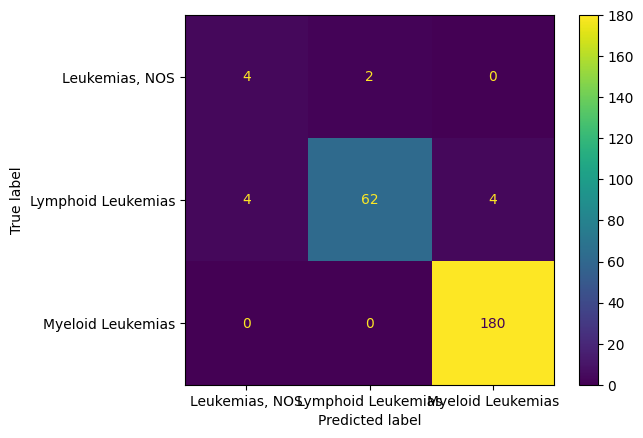 Leukemias, NOS
4 2 0
Lymphoid Leukemias
4 62 4
Myeloid Leukemias
0 0 180
True label
Leukemias, NOS Lymphoid Leukemias Myeloid Leukemias
Predicted label
180
160
140
120
100
80
60
40
20
0